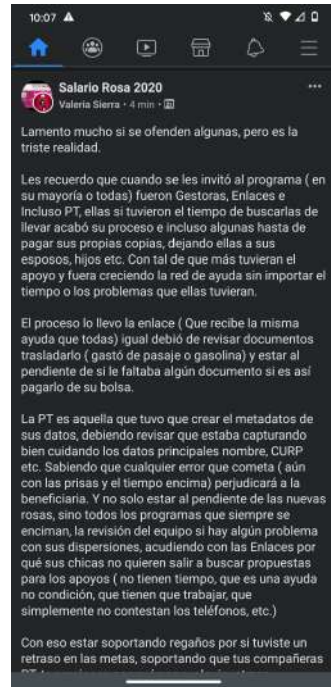 10:07
Salario Rosa 2020
Valeria Sierra • 4 min •
Lamento mucho si se ofenden algunas, pero es la
triste realidad.
Les recuerdo que cuando se les invitó al programa ( en
su mayoría o todas) fueron Gestoras, Enlaces e
Incluso PT, ellas si tuvieron el tiempo de buscarlas de
llevar acabó su proceso e incluso algunas hasta de
pagar sus propias copias, dejando ellas a sus
esposos, hijos etc. Con tal de que más tuvieran el
apoyo y fuera creciendo la red de ayuda sin importar el
tiempo o los problemas que ellas tuvieran.
El proceso lo llevo la enlace ( Que recibe la misma
ayuda que todas) igual debió de revisar documentos
trasladarlo ( gastó de pasaje o gasolina) y estar al
pendiente de si le faltaba algún documento si es así
pagarlo de su bolsa.
La PT es aquella que tuvo que crear el metadatos de
sus datos, debiendo revisar que estaba capturando
bien cuidando los datos principales nombre, CURP
etc. Sabiendo que cualquier error que cometa ( aún
con las prisas y el tiempo encima) perjudicará a la
beneficiaria. Y no solo estar al pendiente de las nuevas
rosas, sino todos los programas que siempre se
enciman, la revisión del equipo si hay algún problema
con sus dispersiones, acudiendo con las Enlaces por
qué sus chicas no quieren salir a buscar propuestas
para los apoyos ( no tienen tiempo, que es una ayuda
no condición, que tienen que trabajar, que
simplemente no contestan los teléfonos, etc.)
Con eso estar soportando regaños por si tuviste un
retraso en las metas, soportando que tus compañeras